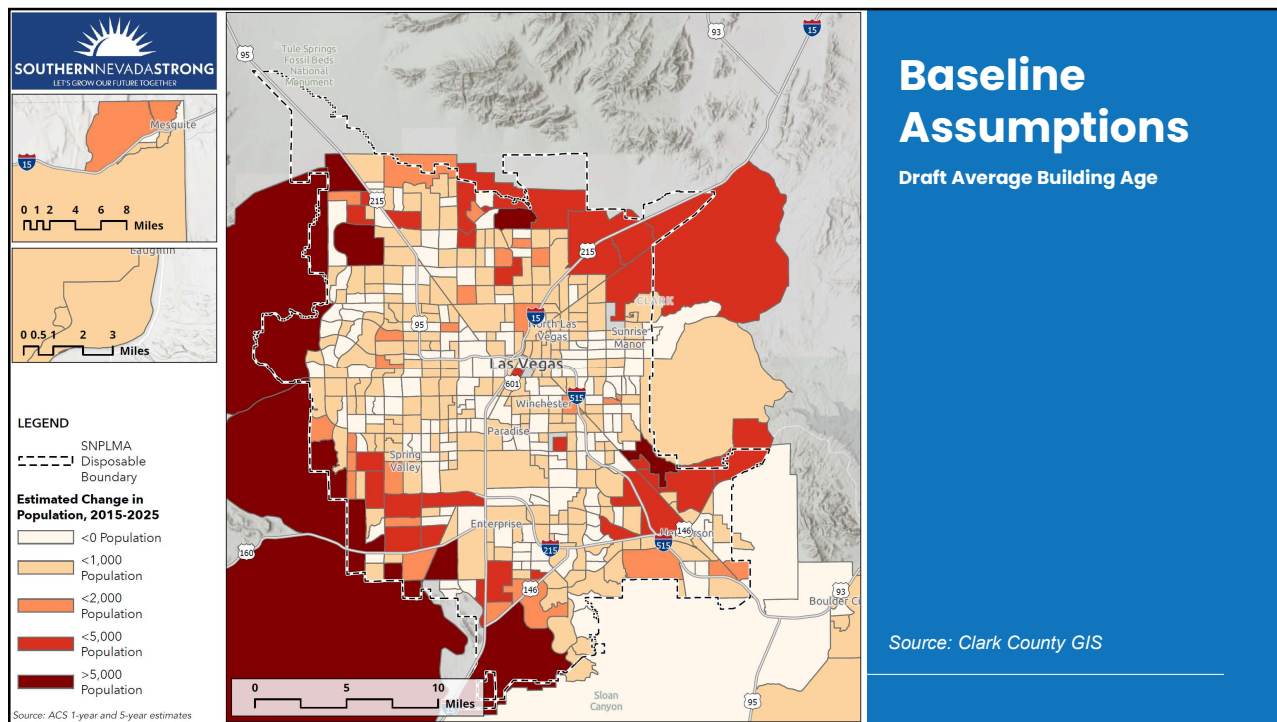 SOUTHERNNEVADASTRONG
LET'S GROW OUR FUTURE TOGETHER
Mesquite
15
0 1 2 4 6 8
Miles
Laughlin
0 0.5 1 2 3
Miles
LEGEND
SNPLMA
Disposable
Boundary
Estimated Change in
Population, 2015-2025
<0 Population
<1,000
Population
<2,000
Population
<5,000
Population
>5,000
Population
Source: ACS 1-year and 5-year estimates
95
Tule Springs
Fossil Beds
National
Monument
93
15
215
215
CLARK
95
15
North Las
Vegas
Sunrise
Manor
Las Vegas
601
515
Winchester
Paradise
Spring
Valley
Enterprise
146
Henderson
160
215
515
146
93
Boulder Ci
0 5 10
Miles
Sloan
Canyon
95
Baseline
Assumptions
Draft Average Building Age
Source: Clark County GIS